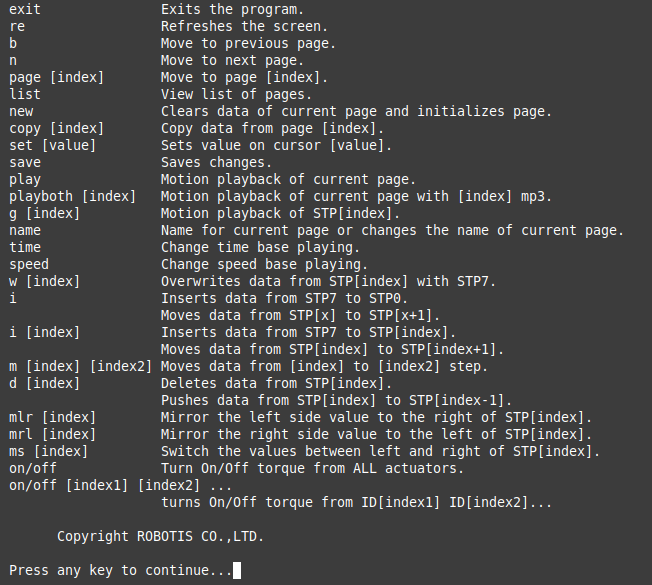 exit               Exits the program.
re                 Refreshes the screen.
b                  Move to previous page.
n                  Move to next page.
page [index]       Move to page [index].
list               View list of pages.
new                Clears data of current page and initializes page.
copy [index]       Copy data from page [index].
set [value]        Sets value on cursor [value].
save               Saves changes.
play               Motion playback of current page.
playboth [index]   Motion playback of current page with [index] mp3.
g [index]          Motion playback of STP[index].
name               Name for current page or changes the name of current page.
time               Change time base playing.
speed              Change speed base playing.
w [index]          Overwrites data from STP[index] with STP7.
i                  Inserts data from STP7 to STP0.
                   Moves data from STP[x] to STP[x+1].
i [index]          Inserts data from STP7 to STP[index].
                   Moves data from STP[index] to STP[index+1].
m [index] [index2] Moves data from [index] to [index2] step.
d [index]          Deletes data from STP[index].
                   Pushes data from STP[index] to STP[index-1].
mlr [index]        Mirror the left side value to the right of STP[index].
mrl [index]        Mirror the right side value to the left of STP[index].
ms [index]         Switch the values between left and right of STP[index].
on/off             Turn On/Off torque from ALL actuators.
on/off [index1] [index2] ...
                   turns On/Off torque from ID[index1] ID[index2]...
      Copyright ROBOTIS CO.,LTD.
Press any key to continue...